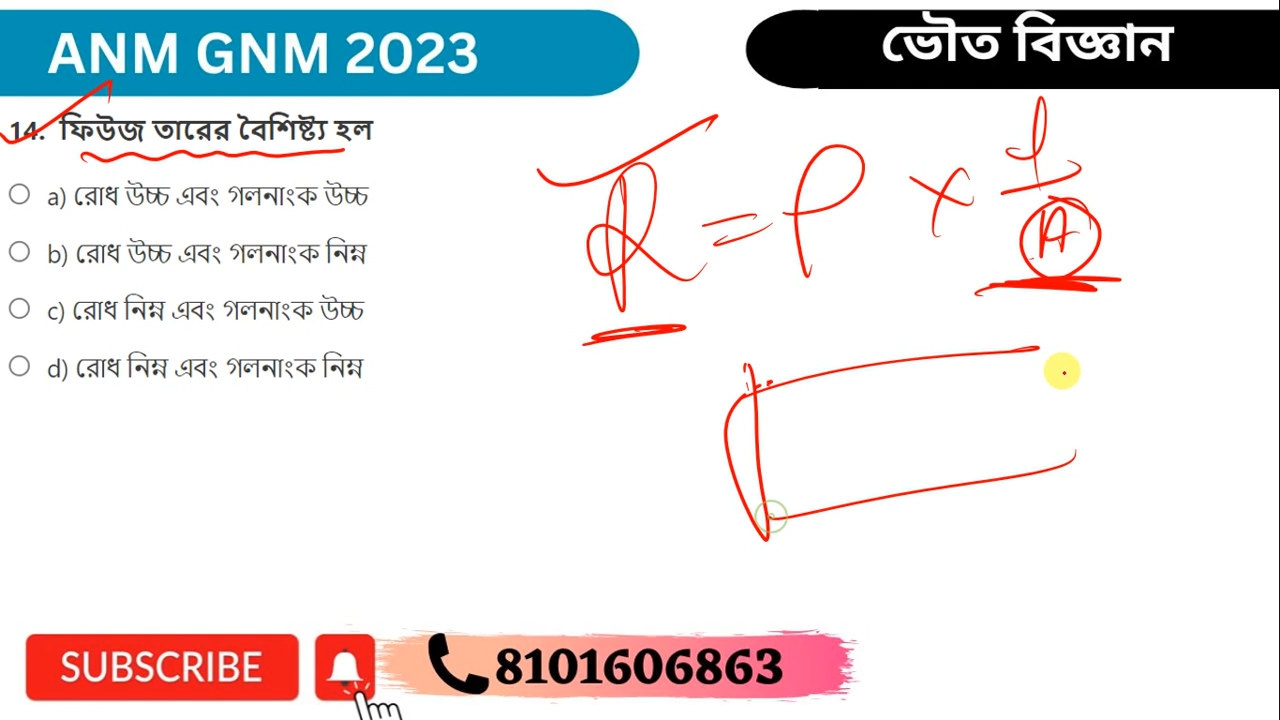 ANM GNM 2023
ভৌত বিজ্ঞান
14. ফিউজ তারের বৈশিষ্ট্য হল
a) রোধ উচ্চ এবং গলনাংক উচ্চ
b) রোধ উচ্চ এবং গলনাংক নিম্ন
c) রোধ নিম্ন এবং গলনাংক উচ্চ
d) রোধ নিম্ন এবং গলনাংক নিম্ন
R = ρ × l/A
SUBSCRIBE
8101606863